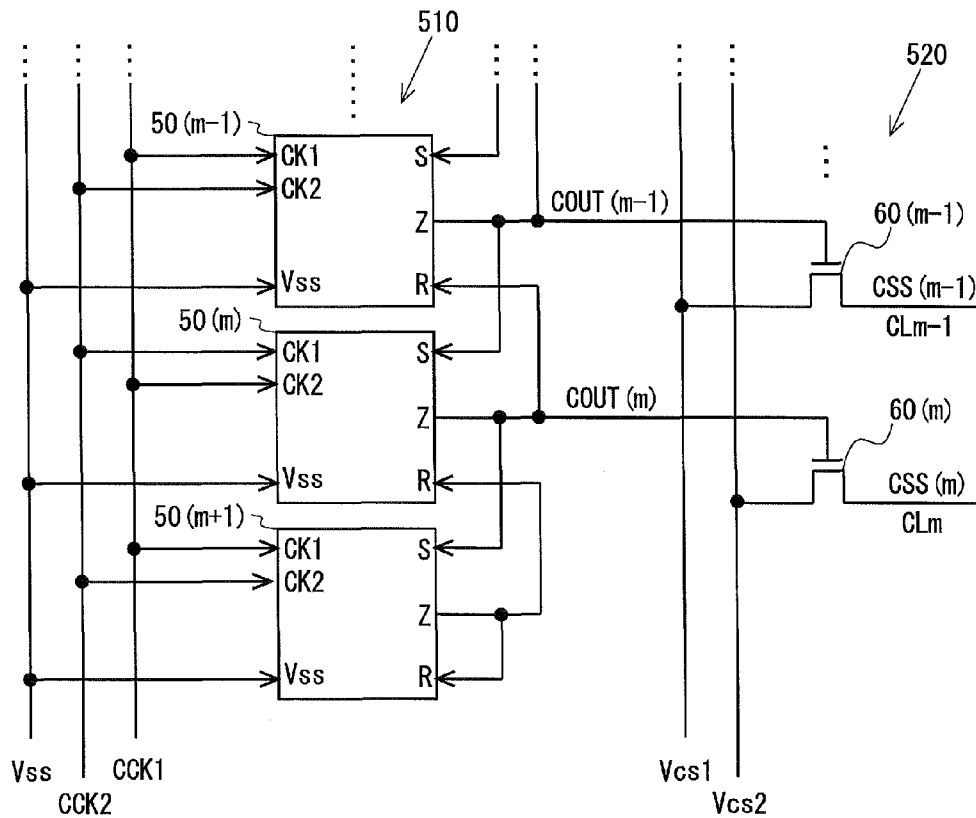 510
520
50(m-1)
CK1
S
CK2
COUT(m-1)
60(m-1)
Z
Vss
R
CSS(m-1)
CLm-1
50(m)
CK1
S
CK2
COUT(m)
60(m)
Z
Vss
R
CSS(m)
CLm
50(m+1)
CK1
S
CK2
Z
Vss
R
Vss
CCK1
Vcs1
CCK2
Vcs2